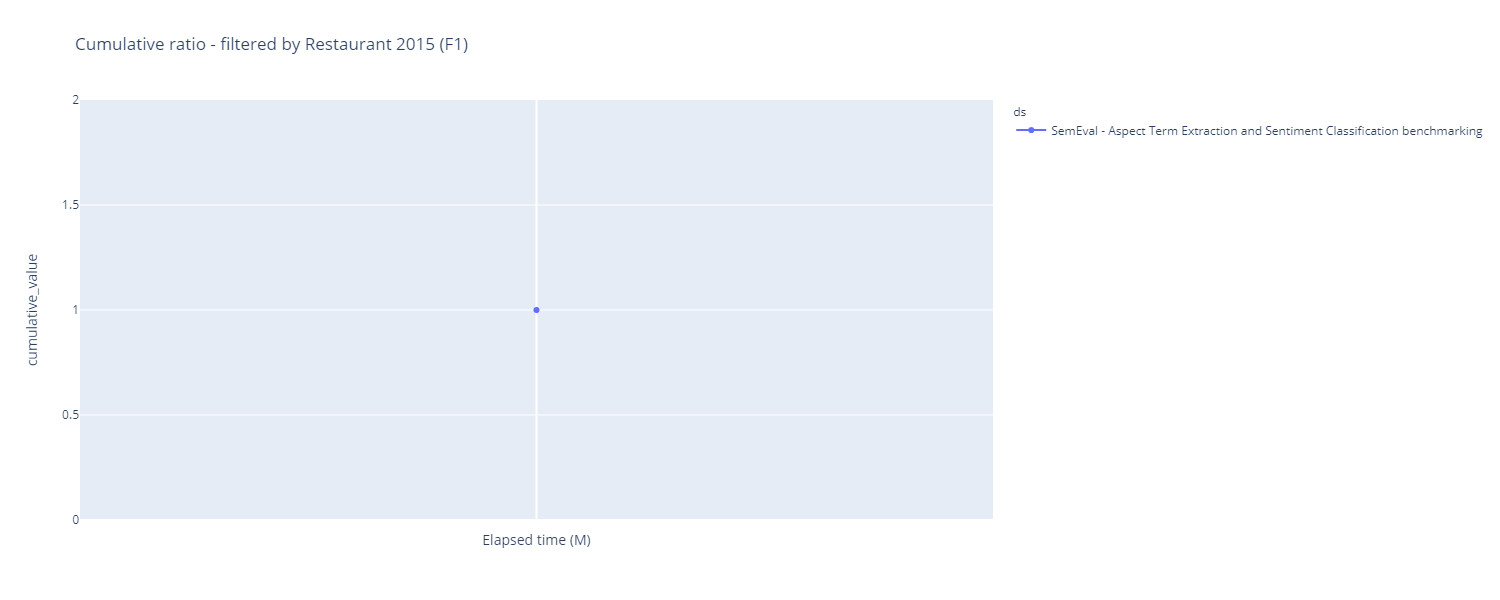 Cumulative ratio - filtered by Restaurant 2015 (F1)
2
1.5
1
0.5
0
cumulative_value
Elapsed time (M)
ds
SemEval - Aspect Term Extraction and Sentiment Classification benchmarking